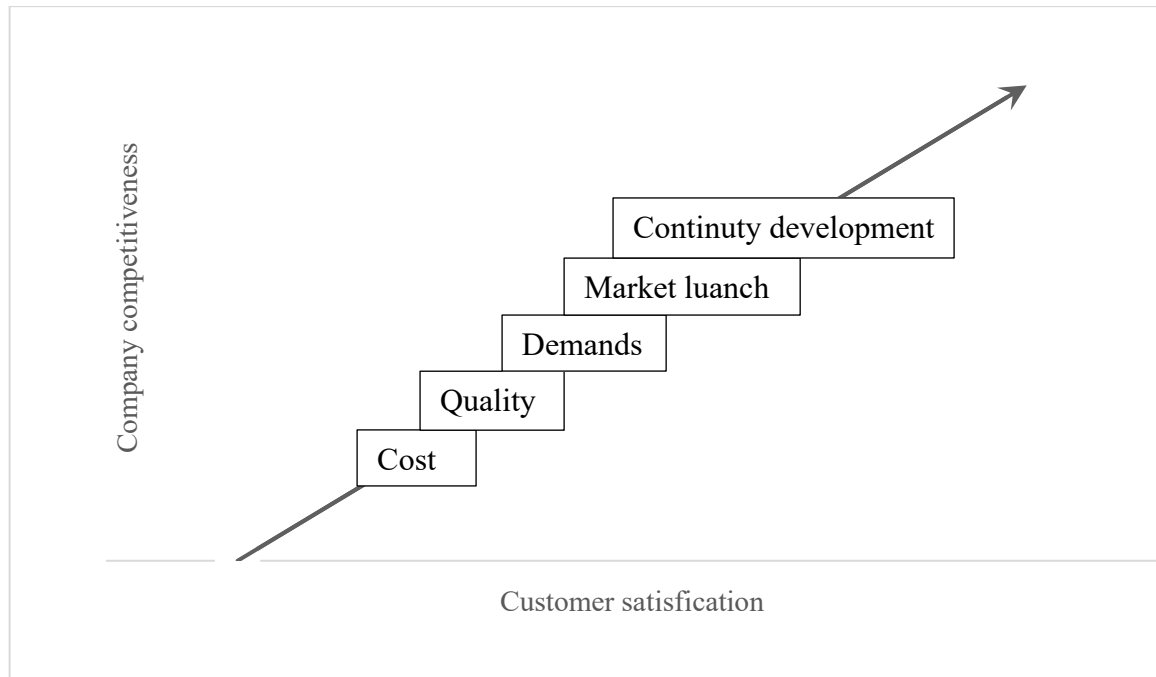 Company competitiveness
Continuty development
Market luanch
Demands
Quality
Cost
Customer satisfication